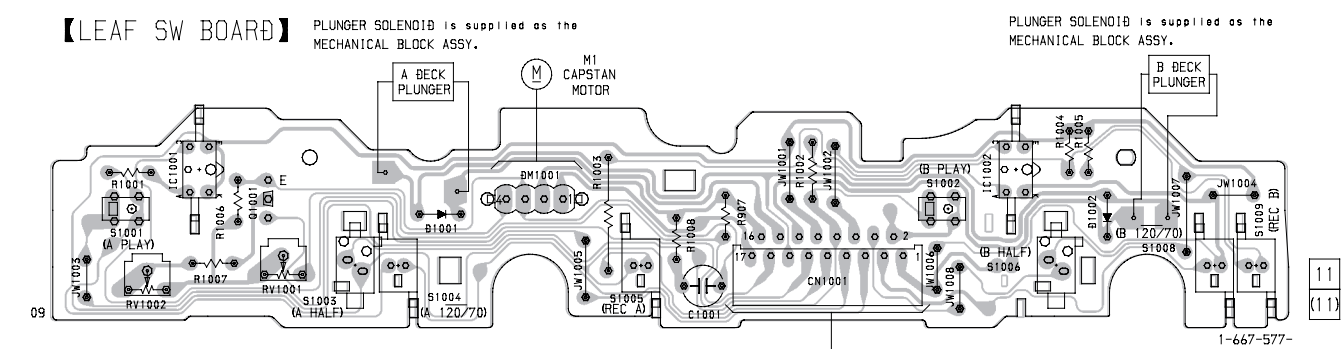 【LEAF SW BOARD】
PLUNGER SOLENOID is supplied as the
MECHANICAL BLOCK ASSY.
PLUNGER SOLENOID is supplied as the
MECHANICAL BLOCK ASSY.
A DECK
PLUNGER
M
M1
CAPSTAN
MOTOR
B DECK
PLUNGER
R1001
IC1001
S1001
(A PLAY)
R1006
Q1011
E
JW1003
RV1002
R1007
RV1001
S1003
(A HALF)
D1001
S1004
(A 120/70)
DM1001
4
1
R1003
JW1005
S1005
(REC A)
R1008
R907
C1001
JW1001
R1002
JW1002
16
2
17
1
CN1001
JW1006
JW1008
(B PLAY)
S1002
IC1002
(B HALF)
S1006
R1004
R1005
D1002
(B 120/70)
S1008
JW1007
JW1004
S1009
(REC B)
09
11
(11)
1-667-577-